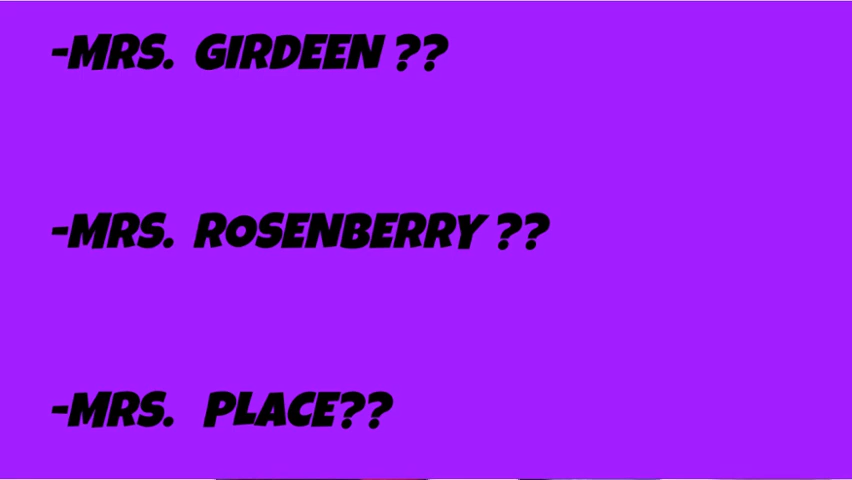 -MRS. GIRDEEN ??
-MRS. ROSENBERRY ??
-MRS. PLACE??